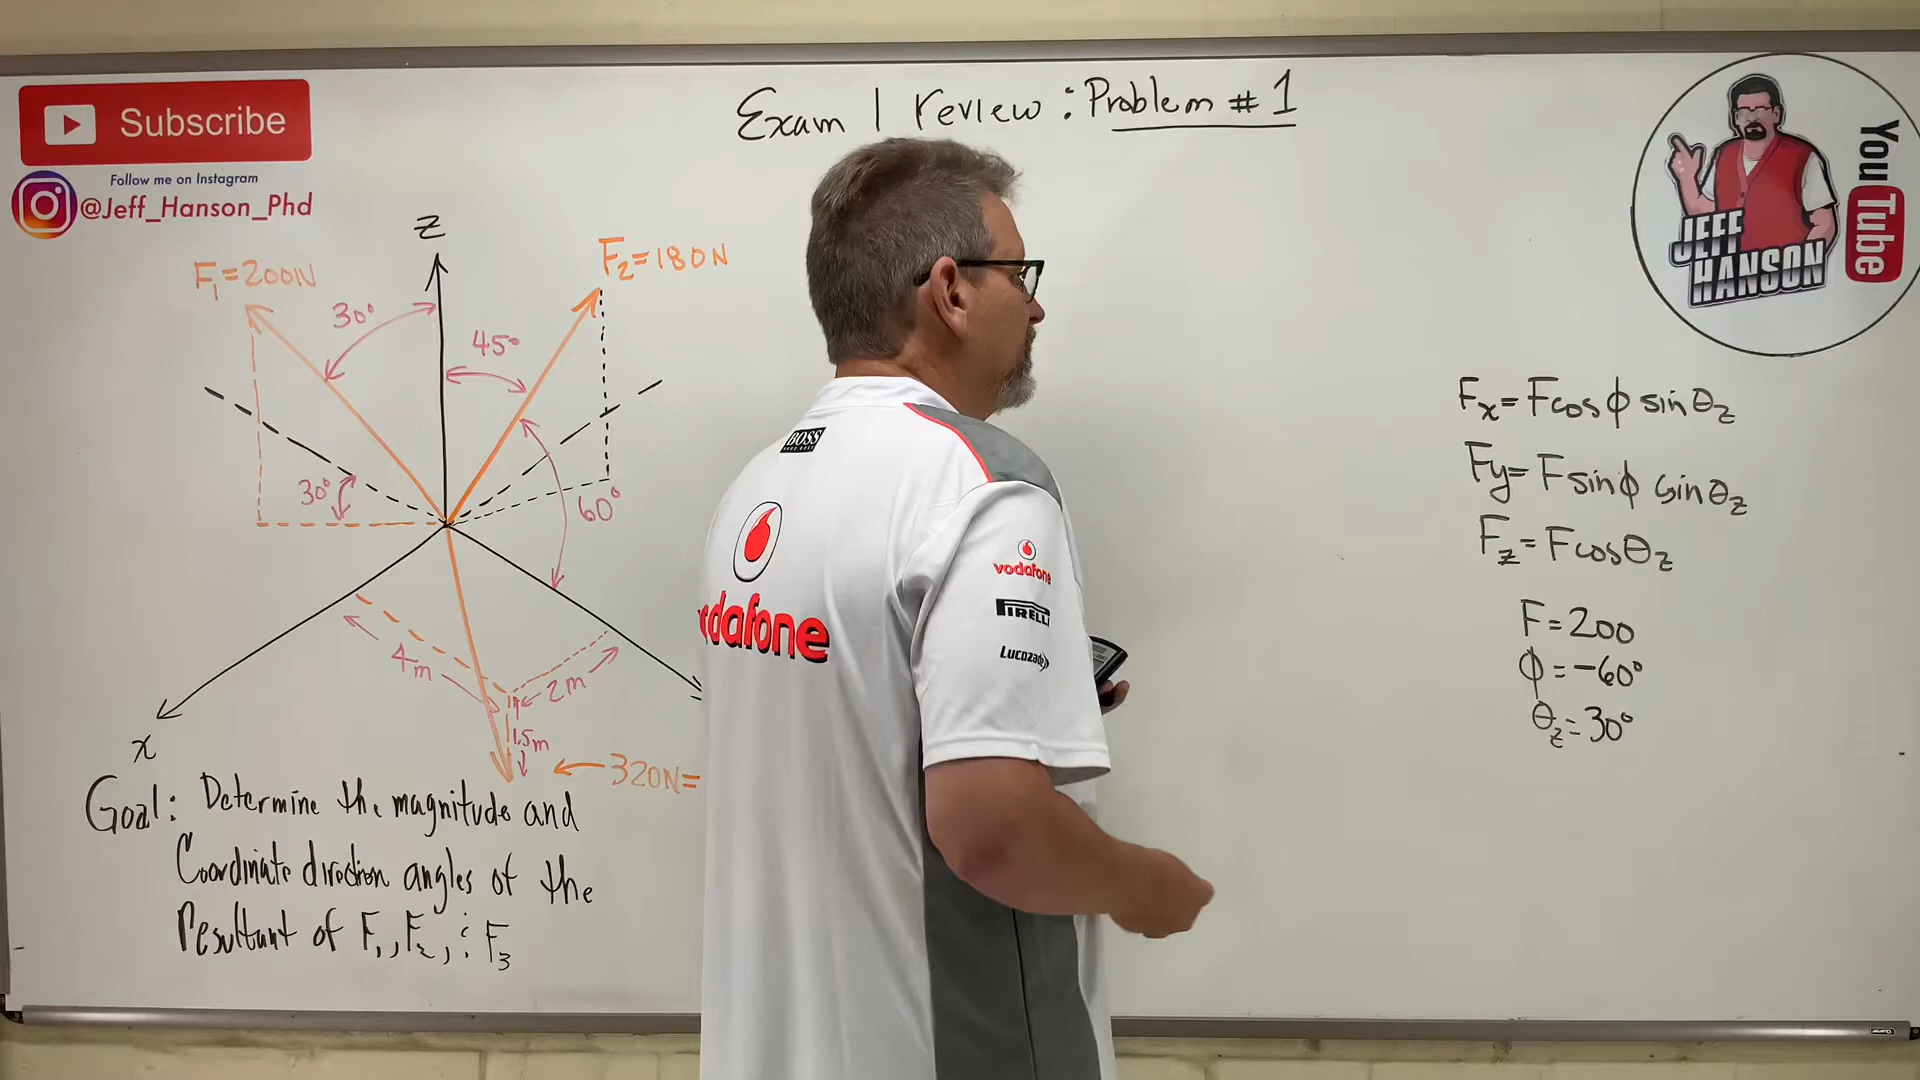 Exam 1 review : Problem # 1
Subscribe
Follow me on Instagram
@Jeff_Hanson_Phd
YouTube
JEFF
HANSON
z
F₁=200N
F₂=180N
30°
45°
30°
60°
4m
2m
1.5m
320N=
x
Goal: Determine the magnitude and
Coordinate direction angles of the
Resultant of F₁, F₂, & F₃
Fx=Fcosϕ sinθz
Fy=Fsinϕ sinθz
Fz=Fcosθz
F=200
ϕ=-60°
θz=30°
BOSS
vodafone
vodafone
PIRELLI
Lucozade